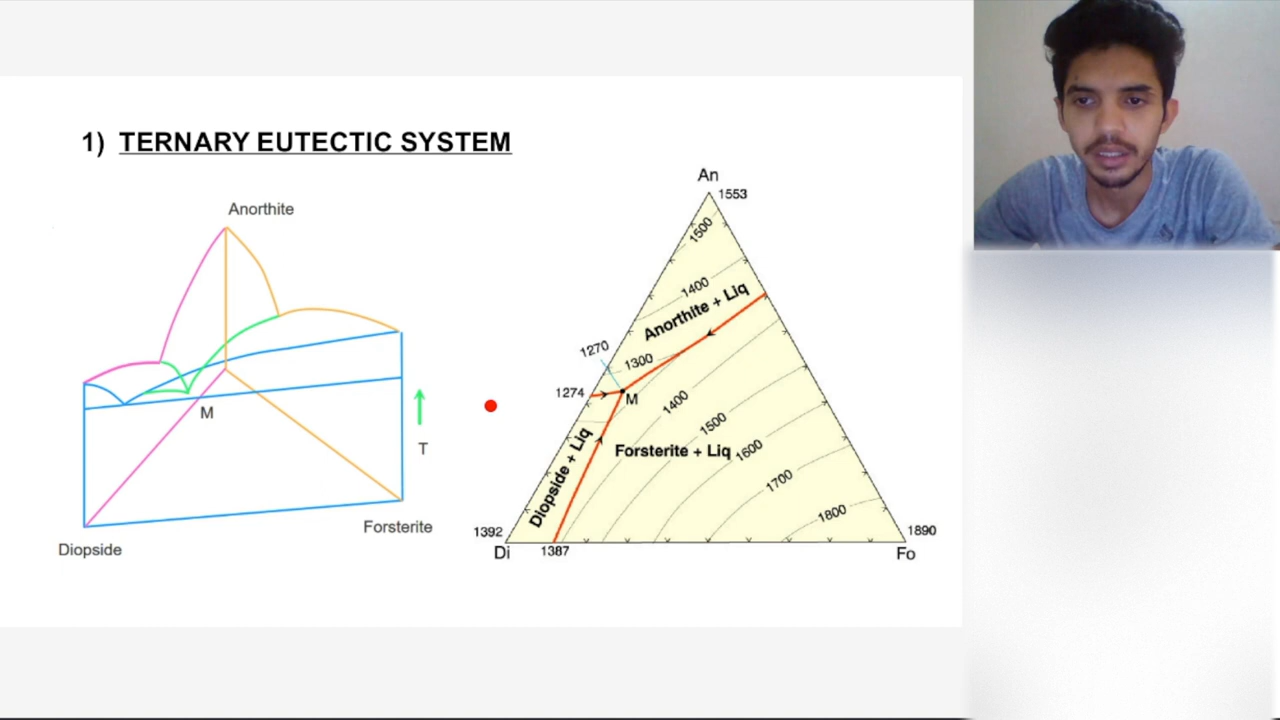 1) TERNARY EUTECTIC SYSTEM
Anorthite
M
T
Forsterite
Diopside
An
1553
1500
1400
Anorthite + Liq
1270
1300
1274
M
1400
1500
Forsterite + Liq
1600
Diopside + Liq
1700
1800
1392
1890
Di
1387
Fo